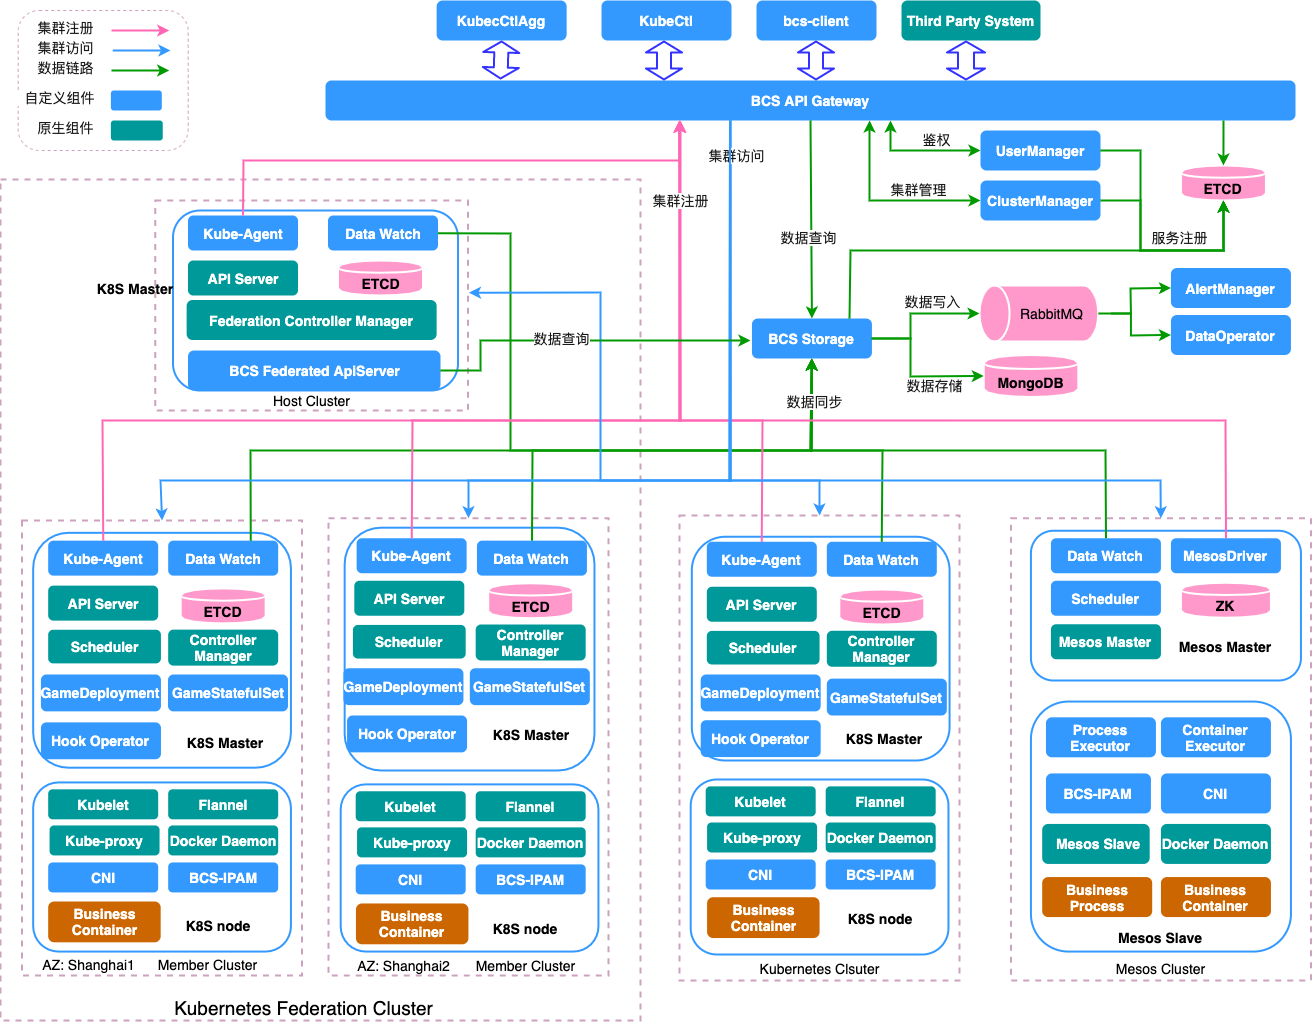 集群注册
集群访问
数据链路
自定义组件
原生组件
KubecCtlAgg
KubeCtl
bcs-client
Third Party System
BCS API Gateway
集群访问
集群注册
鉴权
UserManager
集群管理
ClusterManager
ETCD
服务注册
数据查询
Kube-Agent
Data Watch
API Server
ETCD
K8S Master
Federation Controller Manager
BCS Federated ApiServer
Host Cluster
数据查询
BCS Storage
数据写入
RabbitMQ
AlertManager
DataOperator
数据存储
MongoDB
数据同步
Kube-Agent
Data Watch
API Server
ETCD
Scheduler
Controller
Manager
GameDeployment
GameStatefulSet
Hook Operator
K8S Master
Kubelet
Flannel
Kube-proxy
Docker Daemon
CNI
BCS-IPAM
Business
Container
K8S node
AZ: Shanghai1
Member Cluster
Kube-Agent
Data Watch
API Server
ETCD
Scheduler
Controller
Manager
GameDeployment
GameStatefulSet
Hook Operator
K8S Master
Kubelet
Flannel
Kube-proxy
Docker Daemon
CNI
BCS-IPAM
Business
Container
K8S node
AZ: Shanghai2
Member Cluster
Kubernetes Federation Cluster
Kube-Agent
Data Watch
API Server
ETCD
Scheduler
Controller
Manager
GameDeployment
GameStatefulSet
Hook Operator
K8S Master
Kubelet
Flannel
Kube-proxy
Docker Daemon
CNI
BCS-IPAM
Business
Container
K8S node
Kubernetes Clsuter
Data Watch
MesosDriver
Scheduler
ZK
Mesos Master
Mesos Master
Process
Executor
Container
Executor
BCS-IPAM
CNI
Mesos Slave
Docker Daemon
Business
Process
Business
Container
Mesos Slave
Mesos Cluster